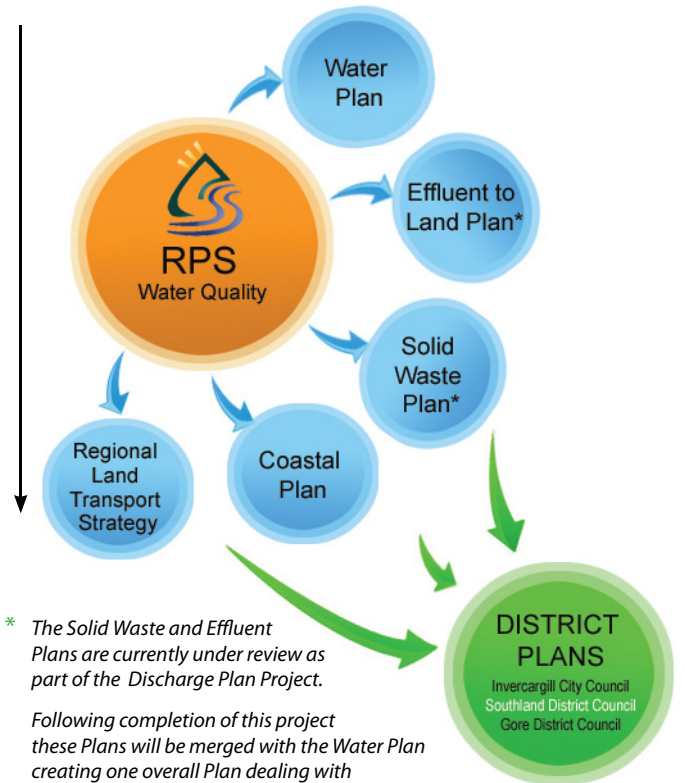 Water
Plan
Effluent to
Land Plan*
RPS
Water Quality
Solid
Waste
Plan*
Regional
Land
Transport
Strategy
Coastal
Plan
* The Solid Waste and Effluent
Plans are currently under review as
part of the Discharge Plan Project.
Following completion of this project
these Plans will be merged with the Water Plan
creating one overall Plan dealing with
DISTRICT
PLANS
Invercargill City Council
Southland District Council
Gore District Council